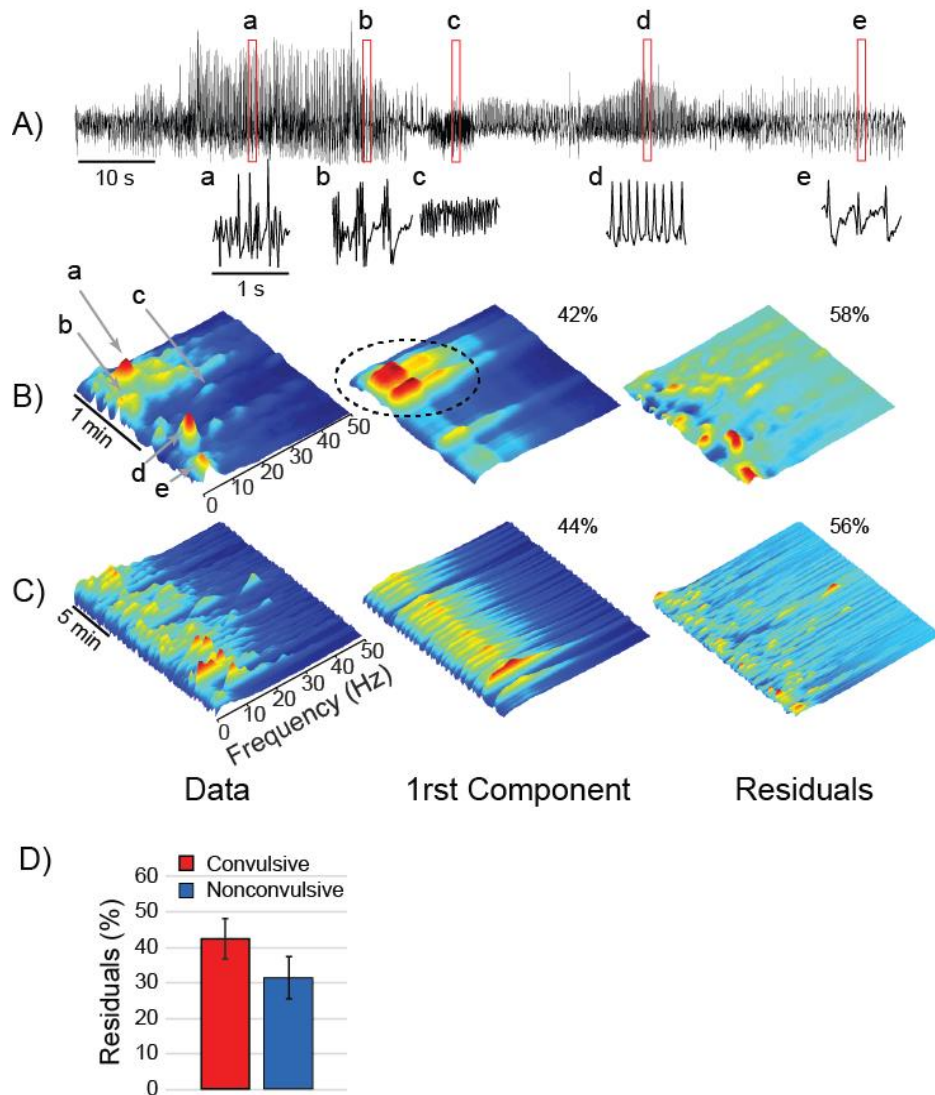 a b c d e
A)
10 s
a b c d e
1 s
a
b
c
42%
58%
B)
1 min
d
e
0 10 20 30 40 50
44%
56%
C)
5 min
0 10 20 30 40 50
Frequency (Hz)
Data 1rst Component Residuals
D)
Convulsive
Nonconvulsive
Residuals (%)
60
50
40
30
20
10
0